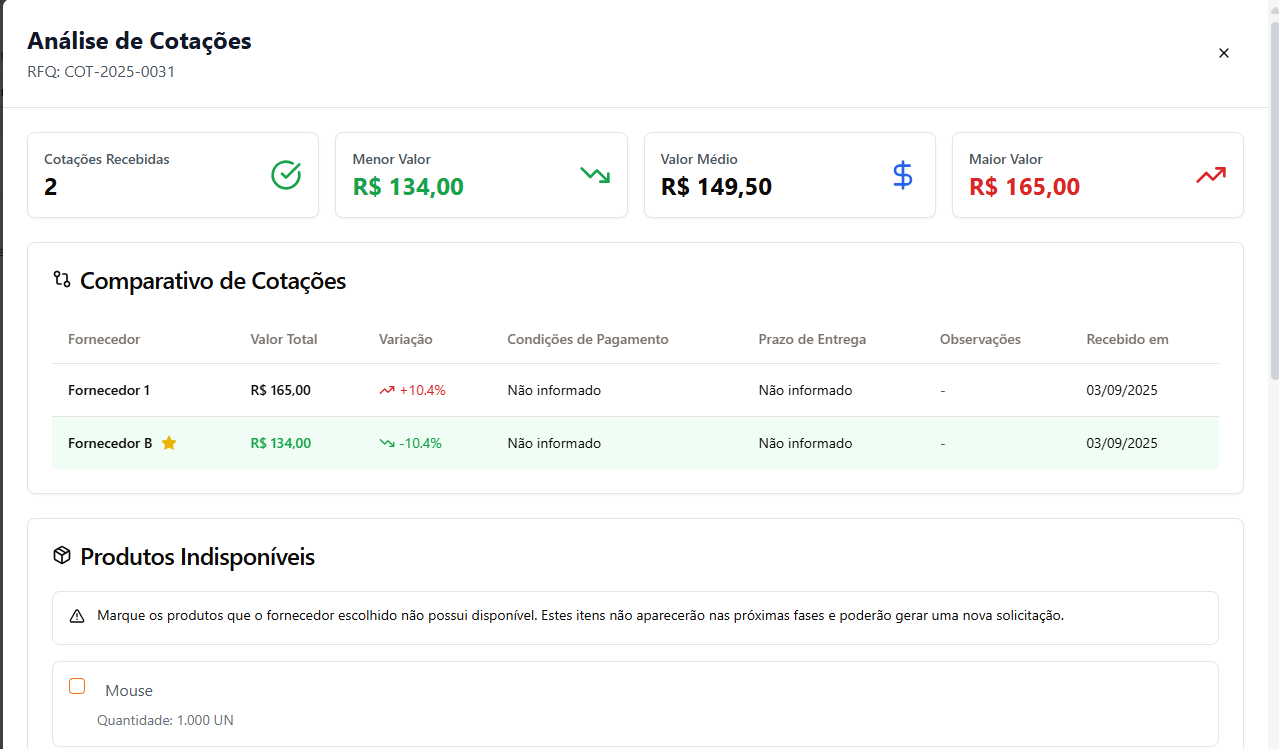 Análise de Cotações
RFQ: COT-2025-0031
Cotações Recebidas
2
Menor Valor
R$ 134,00
Valor Médio
R$ 149,50
Maior Valor
R$ 165,00
Comparativo de Cotações
Fornecedor Valor Total Variação Condições de Pagamento Prazo de Entrega Observações Recebido em
Fornecedor 1 R$ 165,00 +10.4% Não informado Não informado - 03/09/2025
Fornecedor B R$ 134,00 -10.4% Não informado Não informado - 03/09/2025
Produtos Indisponíveis
Marque os produtos que o fornecedor escolhido não possui disponível. Estes itens não aparecerão nas próximas fases e poderão gerar uma nova solicitação.
Mouse
Quantidade: 1.000 UN